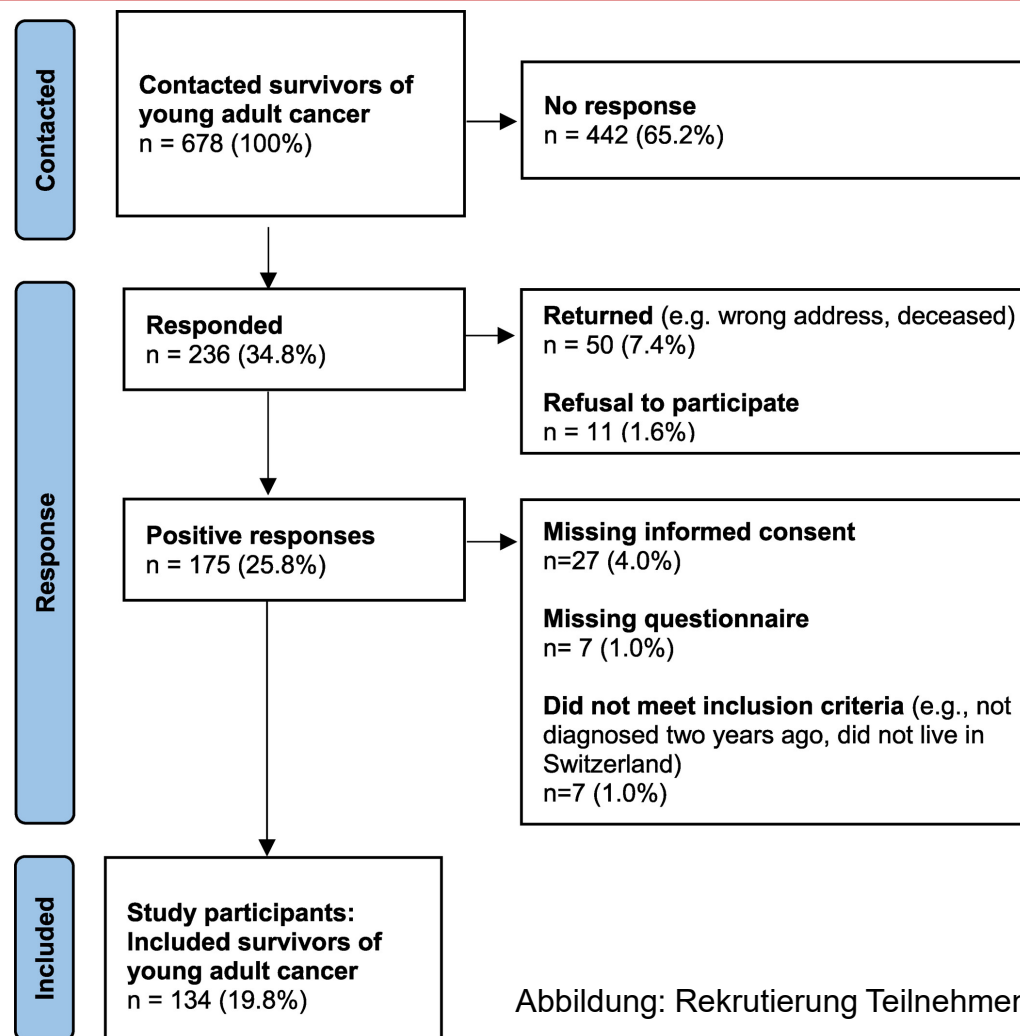 Contacted
Contacted survivors of
young adult cancer
n = 678 (100%)
No response
n = 442 (65.2%)
Response
Responded
n = 236 (34.8%)
Returned (e.g. wrong address, deceased)
n = 50 (7.4%)
Refusal to participate
n = 11 (1.6%)
Positive responses
n = 175 (25.8%)
Missing informed consent
n=27 (4.0%)
Missing questionnaire
n= 7 (1.0%)
Did not meet inclusion criteria (e.g., not
diagnosed two years ago, did not live in
Switzerland)
n=7 (1.0%)
Included
Study participants:
Included survivors of
young adult cancer
n = 134 (19.8%)
Abbildung: Rekrutierung Teilnehmer